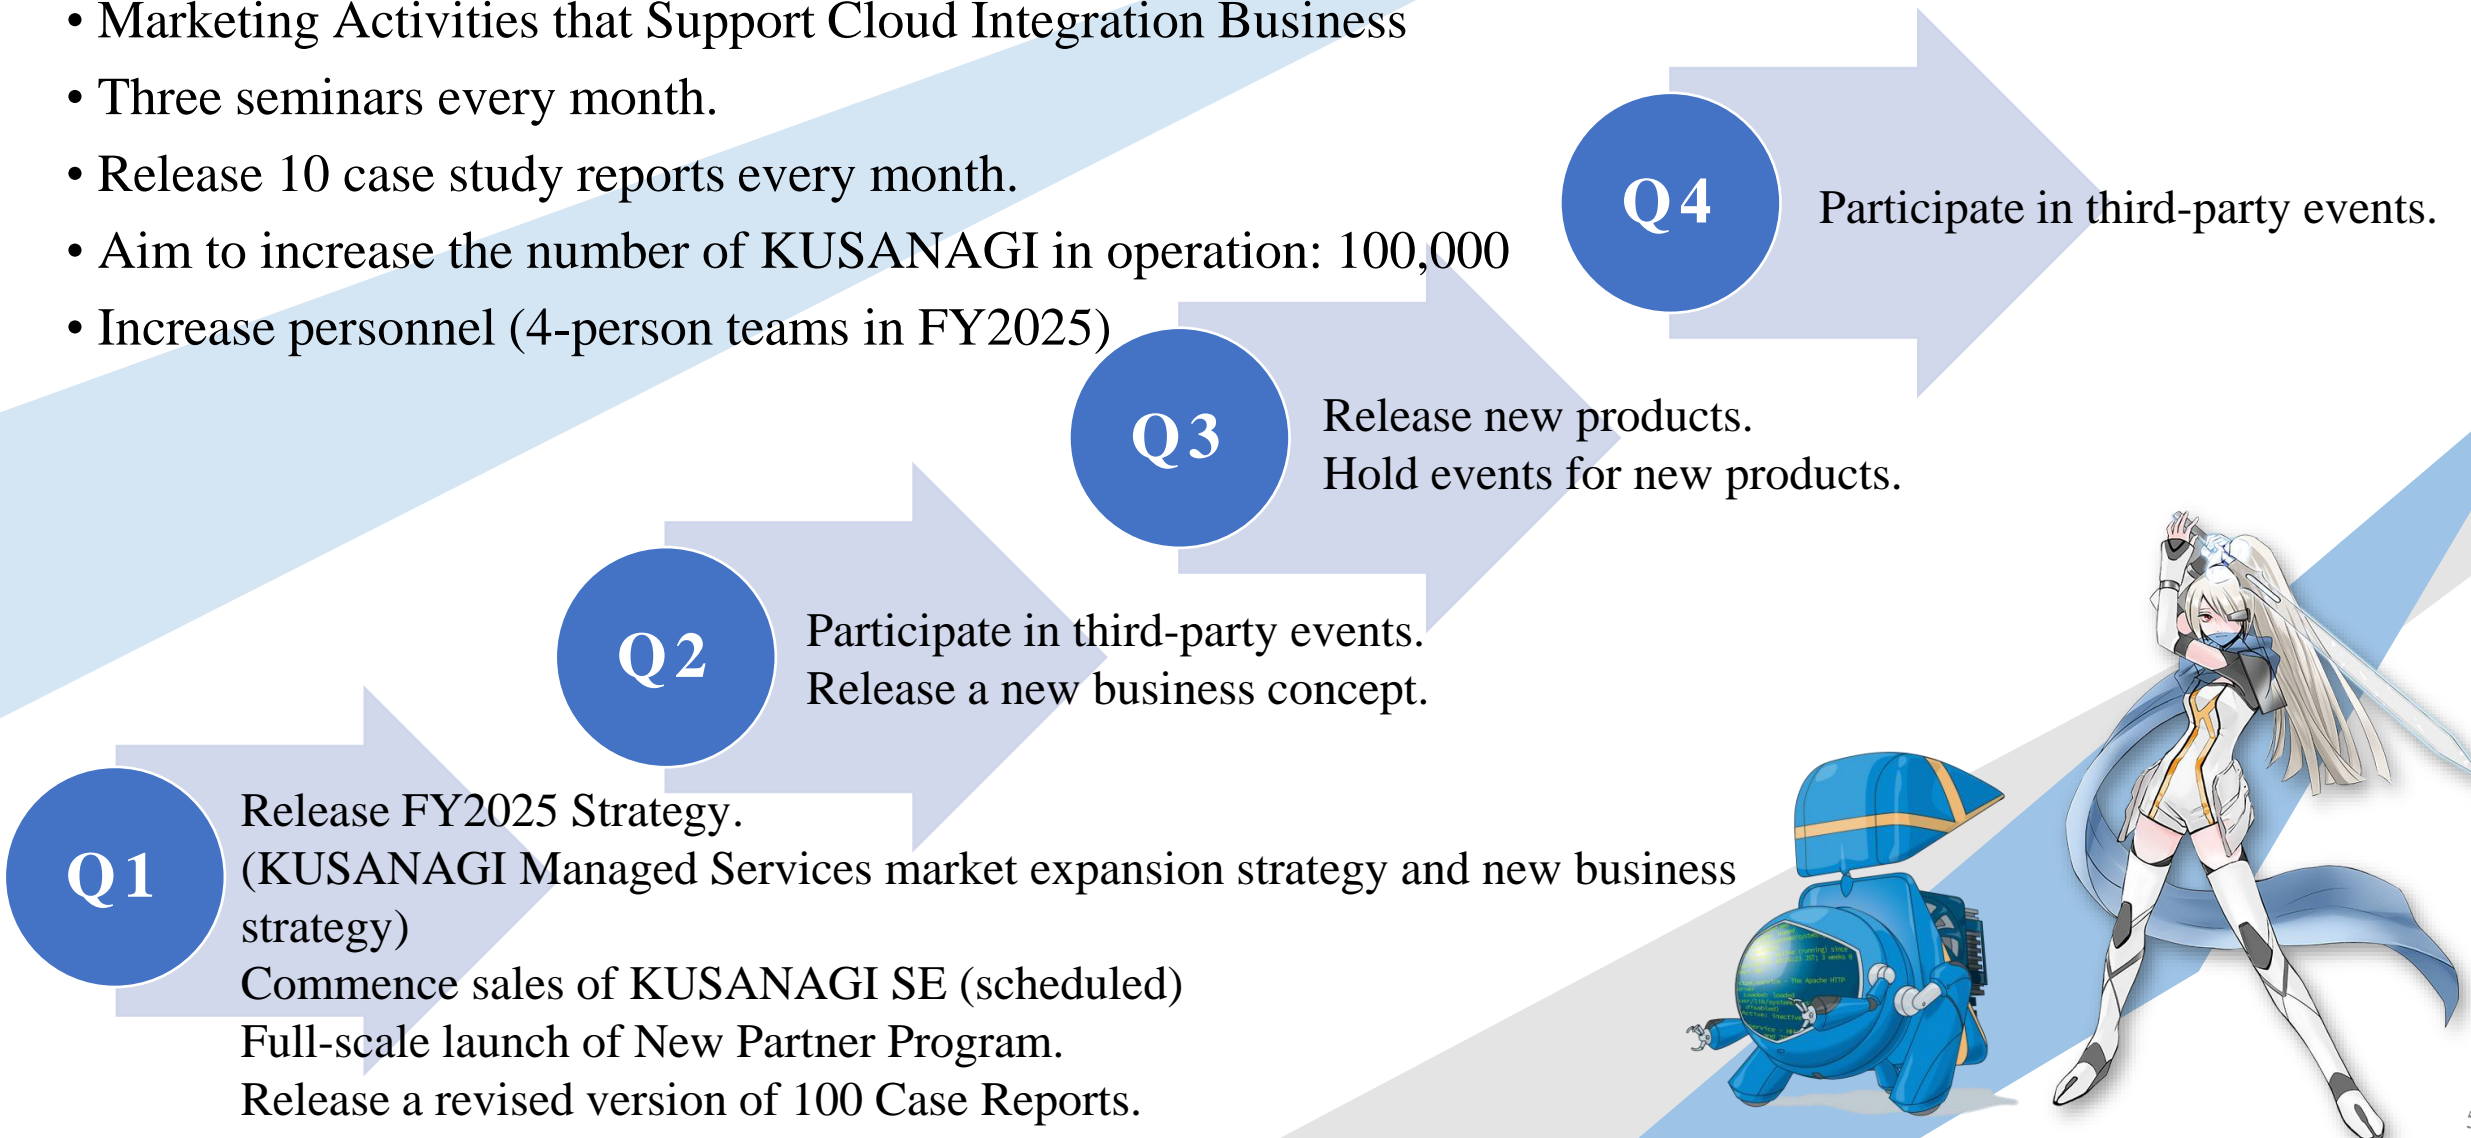 • Marketing Activities that Support Cloud Integration Business
• Three seminars every month.
• Release 10 case study reports every month.
• Aim to increase the number of KUSANAGI in operation: 100,000
• Increase personnel (4-person teams in FY2025)
Q4
Participate in third-party events.
Q3
Release new products.
Hold events for new products.
Q2
Participate in third-party events.
Release a new business concept.
Q1
Release FY2025 Strategy.
(KUSANAGI Managed Services market expansion strategy and new business
strategy)
Commence sales of KUSANAGI SE (scheduled)
Full-scale launch of New Partner Program.
Release a revised version of 100 Case Reports.